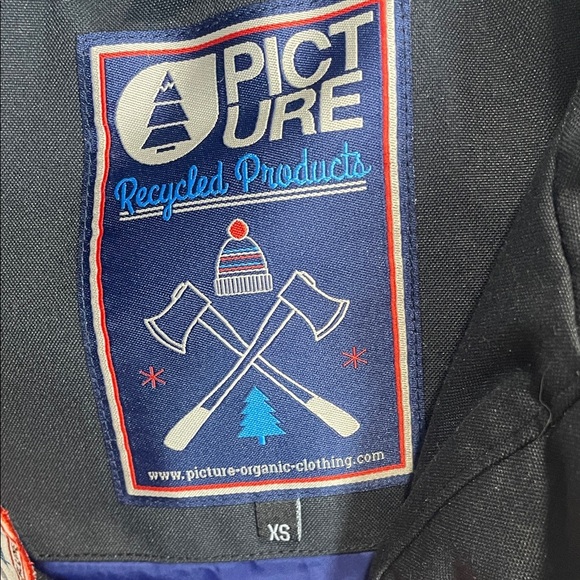 PICT
URE
Recycled Products
www.picture-organic-clothing.com
XS